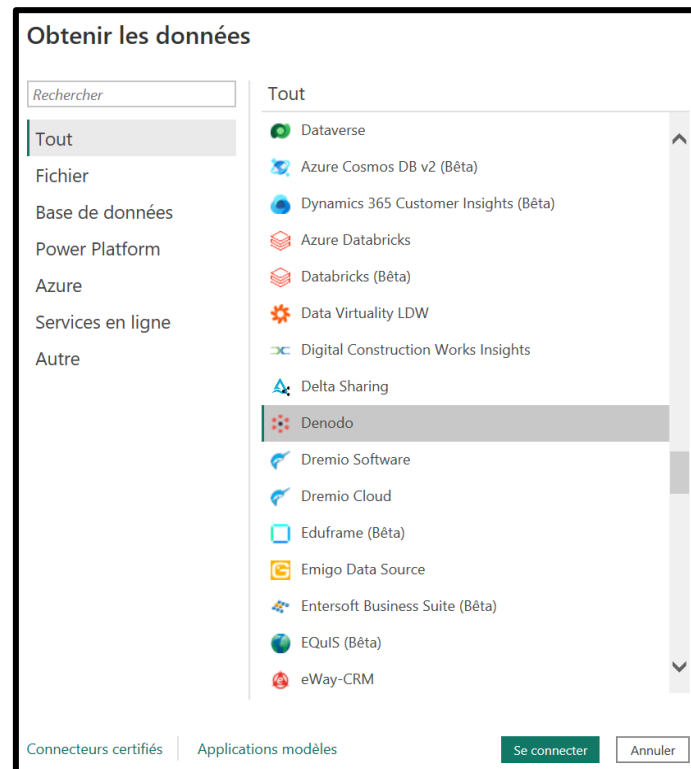 Obtenir les données
Rechercher
Tout
Fichier
Base de données
Power Platform
Azure
Services en ligne
Autre
Tout
Dataverse
Azure Cosmos DB v2 (Bêta)
Dynamics 365 Customer Insights (Bêta)
Azure Databricks
Databricks (Bêta)
Data Virtuality LDW
Digital Construction Works Insights
Delta Sharing
Denodo
Dremio Software
Dremio Cloud
Eduframe (Bêta)
Emigo Data Source
Entersoft Business Suite (Bêta)
EQuIS (Bêta)
eWay-CRM
Connecteurs certifiés
Applications modèles
Se connecter
Annuler